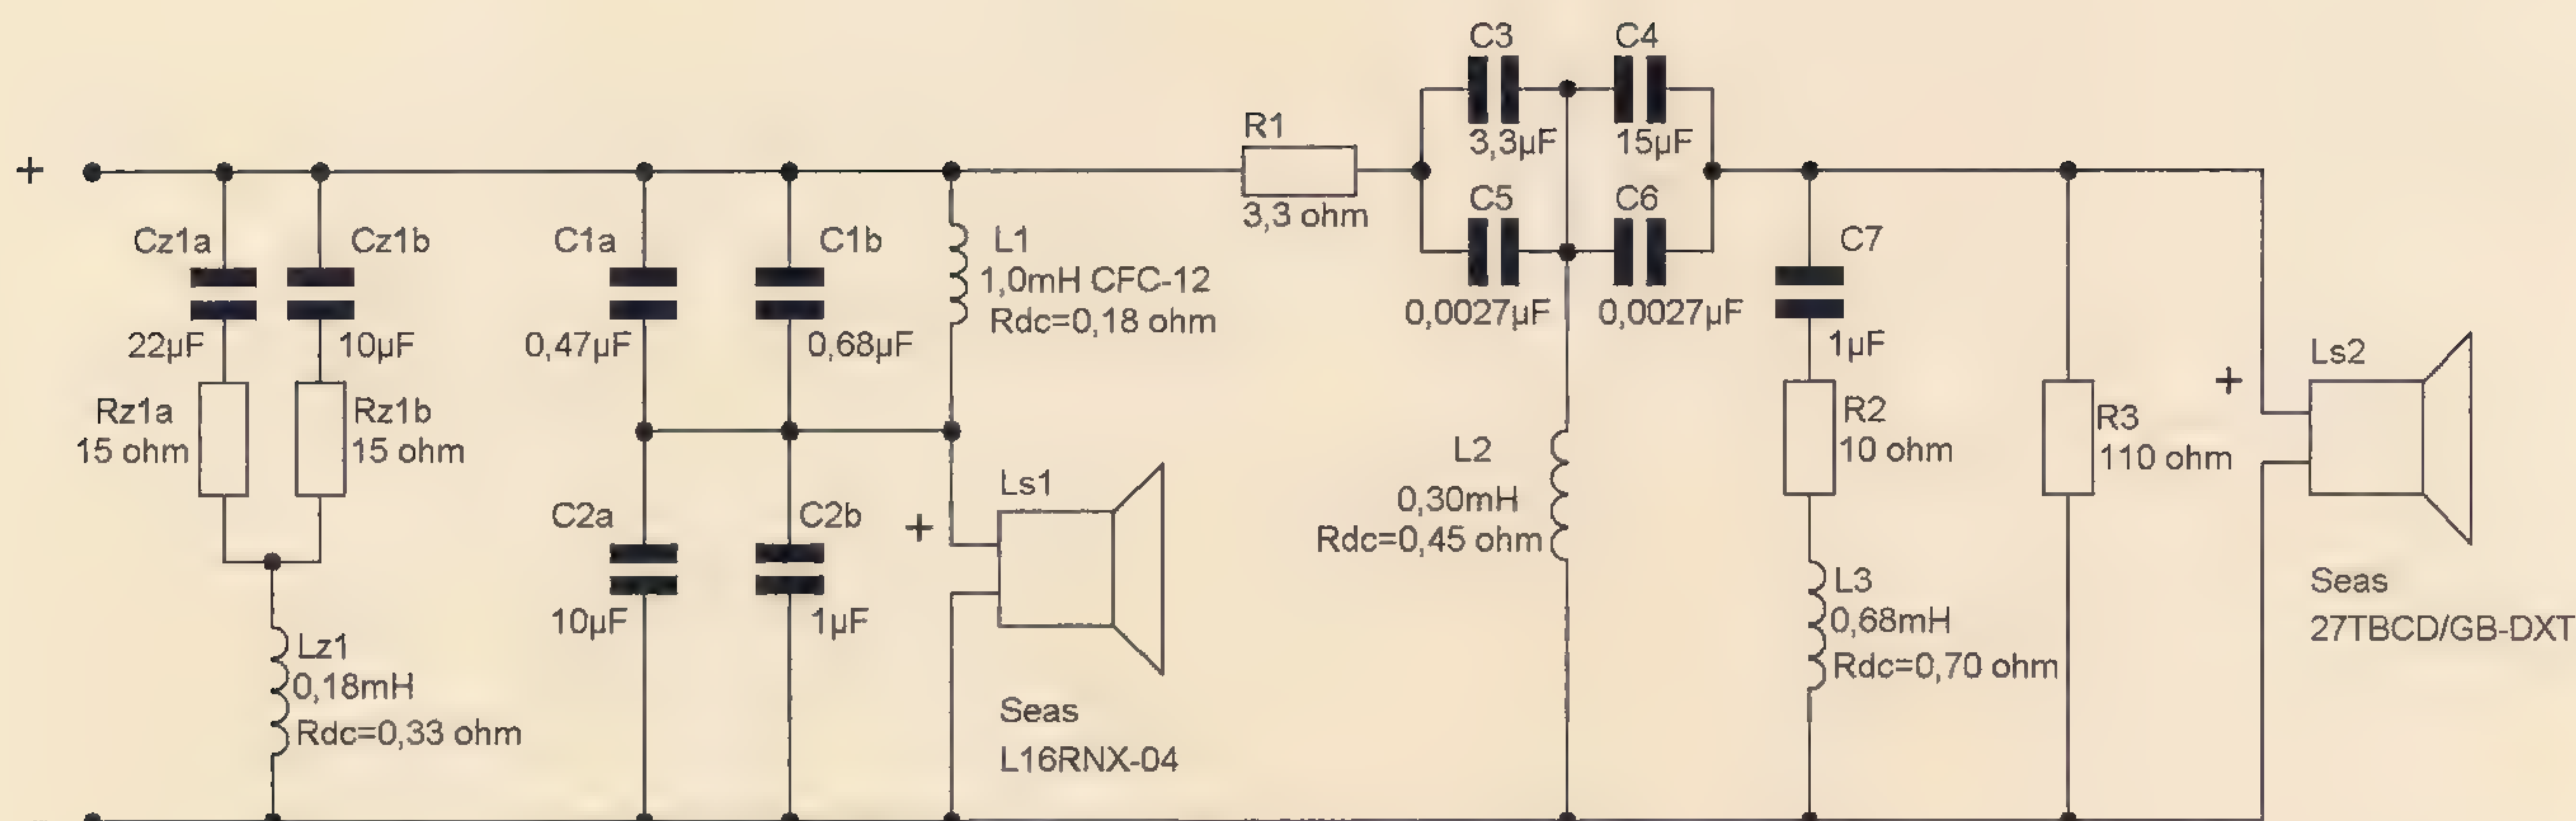 +
Cz1a
22µF
Rz1a
15 ohm
Cz1b
10µF
Rz1b
15 ohm
Lz1
0,18mH
Rdc=0,33 ohm
C1a
0,47µF
C1b
0,68µF
C2a
10µF
C2b
1µF
L1
1,0mH CFC-12
Rdc=0,18 ohm
+
Ls1
Seas
L16RNX-04
R1
3,3 ohm
C3
3,3µF
C4
15µF
C5
0,0027µF
C6
0,0027µF
L2
0,30mH
Rdc=0,45 ohm
C7
1µF
R2
10 ohm
L3
0,68mH
Rdc=0,70 ohm
R3
110 ohm
+
Ls2
Seas
27TBCD/GB-DXT